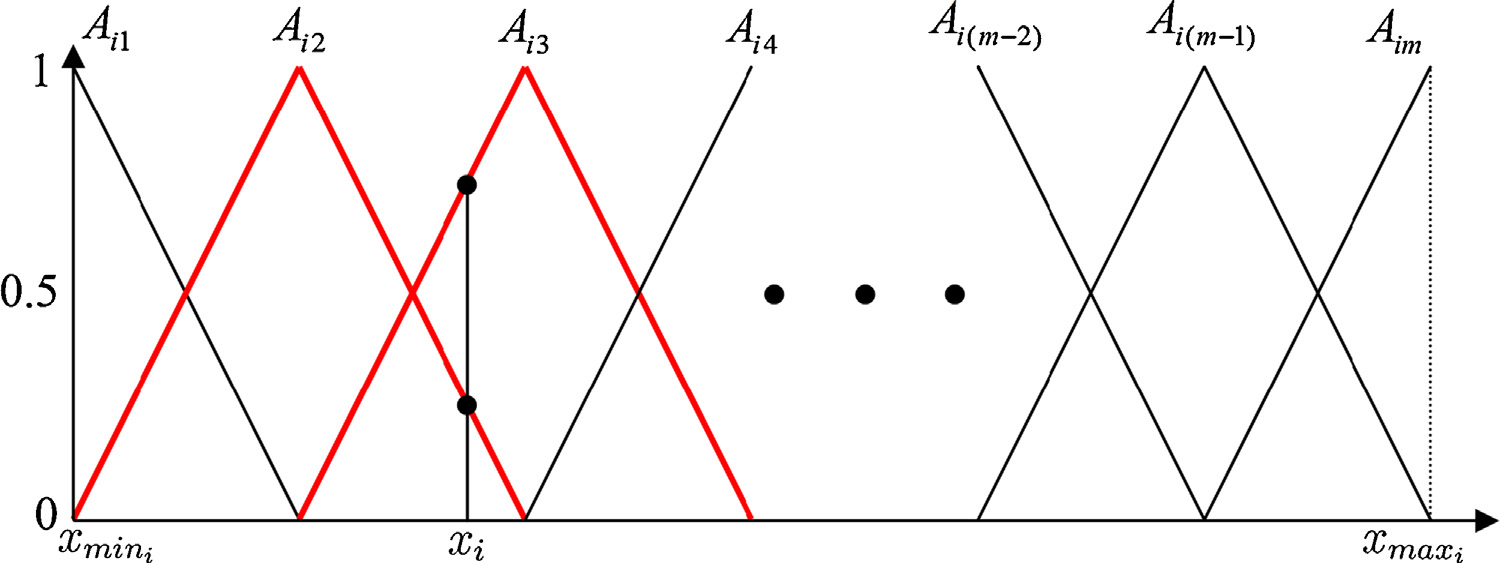 A_{i1} A_{i2} A_{i3} A_{i4} A_{i(m-2)} A_{i(m-1)} A_{im}
1
0.5
0
x_{min_i} x_i x_{max_i}